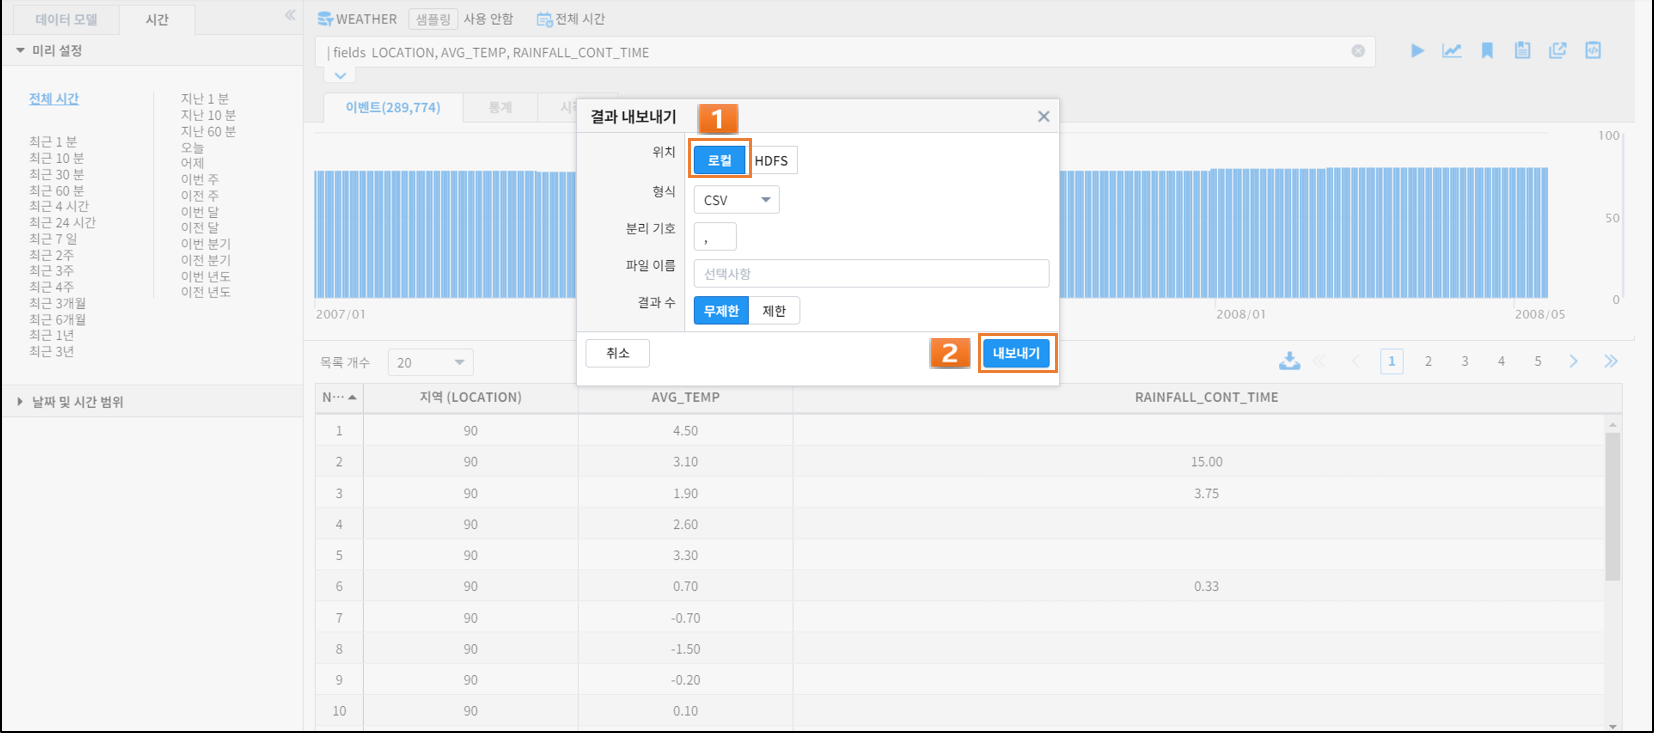 데이터 모델
시간
미리 설정
전체 시간
최근 1 분
최근 10 분
최근 30 분
최근 60 분
최근 4 시간
최근 24 시간
최근 7 일
최근 2주
최근 3주
최근 4주
최근 3개월
최근 6개월
최근 1년
최근 3년
지난 1 분
지난 10 분
지난 60 분
오늘
어제
이번 주
이전 주
이번 달
이전 달
이번 분기
이전 분기
이번 년도
이전 년도
날짜 및 시간 범위
WEATHER 샘플링 사용 안함 전체 시간
| fields LOCATION, AVG_TEMP, RAINFALL_CONT_TIME
이벤트(289,774) 통계
100
50
0
2007/01 2008/01 2008/05
결과 내보내기 1
위치 로컬 HDFS
형식 CSV
분리 기호 ,
파일 이름 선택사항
결과 수 무제한 제한
취소 2 내보내기
목록 개수 20 1 2 3 4 5
N··· 지역 (LOCATION) AVG_TEMP RAINFALL_CONT_TIME
1 90 4.50
2 90 3.10 15.00
3 90 1.90 3.75
4 90 2.60
5 90 3.30
6 90 0.70 0.33
7 90 -0.70
8 90 -1.50
9 90 -0.20
10 90 0.10